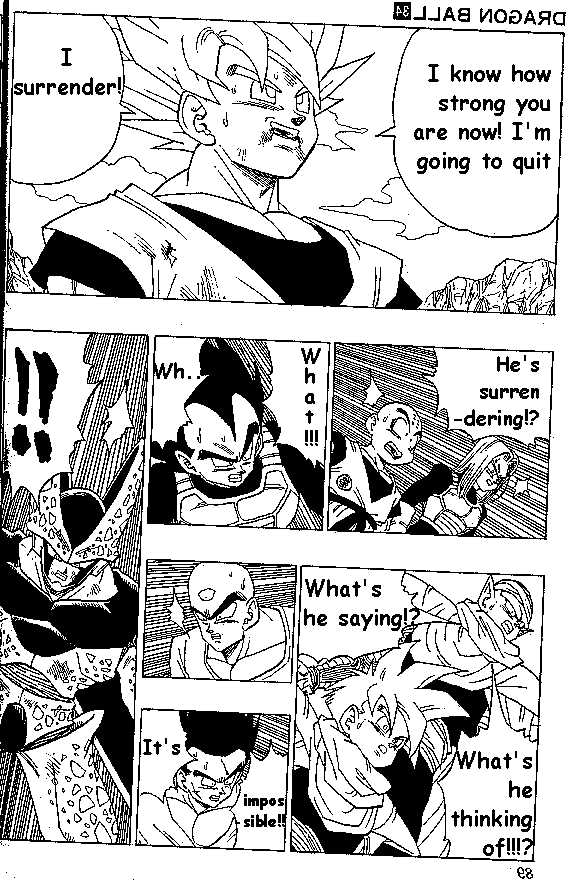 DRAGON BALL 34
I know how
strong you
are now! I'm
going to quit
I
surrender!
He's
surren
-dering!?
Wh..
What!!!
!!
What's
he saying!?
What's
he
thinking
of!!!?
It's
impos
-sible!!
89